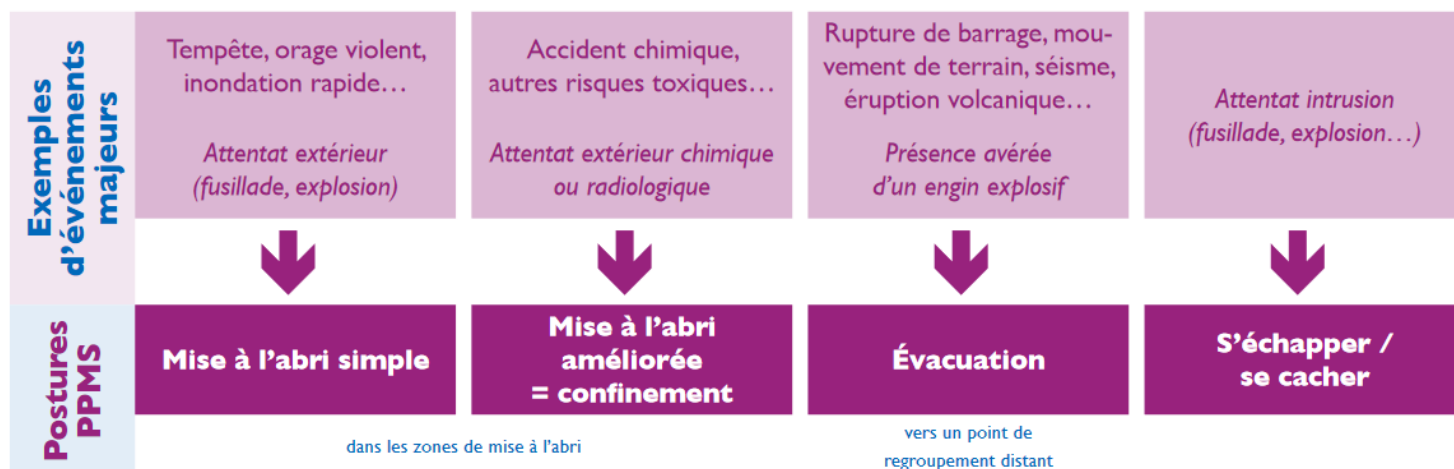 Exemples
d'événements
majeurs
Tempête, orage violent,
inondation rapide…
Attentat extérieur
(fusillade, explosion)
Accident chimique,
autres risques toxiques…
Attentat extérieur chimique
ou radiologique
Rupture de barrage, mou-
vement de terrain, séisme,
éruption volcanique…
Présence avérée
d'un engin explosif
Attentat intrusion
(fusillade, explosion…)
Postures
PPMS
Mise à l'abri simple
Mise à l'abri
améliorée
= confinement
Évacuation
S'échapper /
se cacher
dans les zones de mise à l'abri
vers un point de
regroupement distant